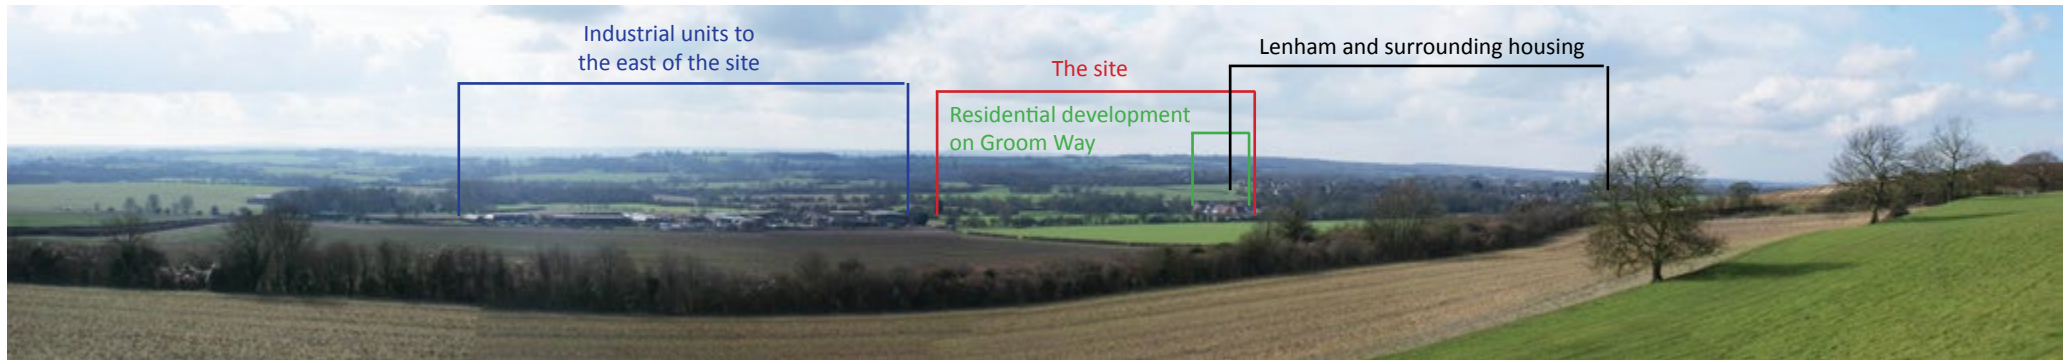 Industrial units to
the east of the site
The site
Residential development
on Groom Way
Lenham and surrounding housing